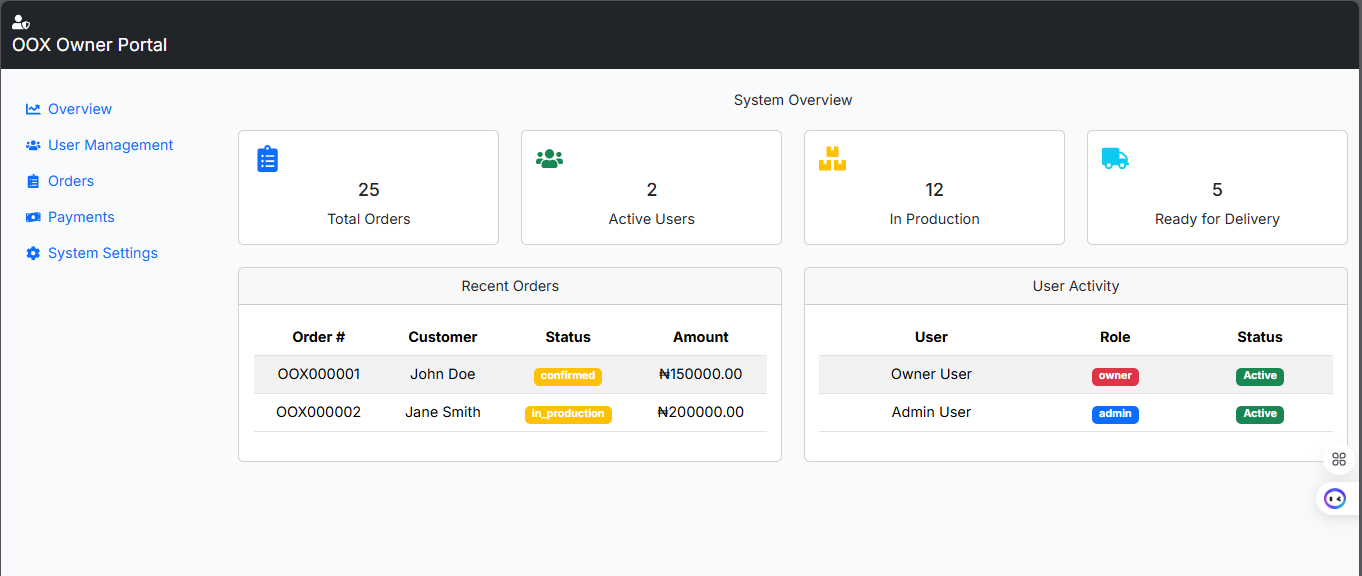 OOX Owner Portal
Overview
User Management
Orders
Payments
System Settings
System Overview
25
Total Orders
2
Active Users
12
In Production
5
Ready for Delivery
Recent Orders
Order # Customer Status Amount
OOX000001 John Doe confirmed ₦150000.00
OOX000002 Jane Smith in_production ₦200000.00
User Activity
User Role Status
Owner User owner Active
Admin User admin Active